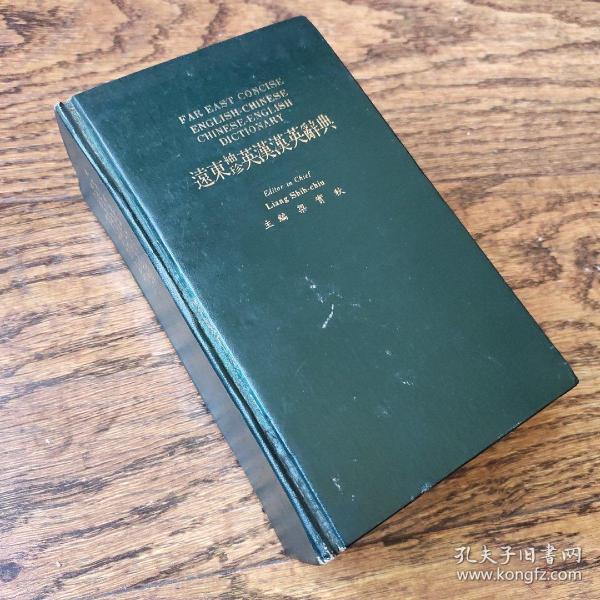 FAR EAST CONCISE
ENGLISH-CHINESE
CHINESE-ENGLISH
DICTIONARY
遠東袖珍英漢漢英辭典
Editor in Chief
Liang Shih-chiu
主編 梁實秋
孔夫子旧书网
www.kongfz.com